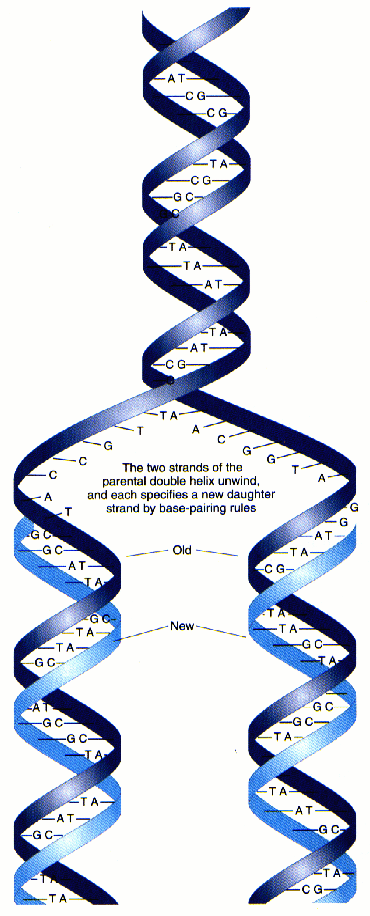 A T
C G
C G
T A
C G
G C
C
T A
T A
A T
T A
A T
C G
T A
T A
G C
C G
C G
The two strands of the
parental double helix unwind,
and each specifies a new daughter
strand by base-pairing rules
C T A
A
T G
G
G C A T
G C Old T A
A T C G
T A
G C T A
T A New T A
T A G C
G C T A
A T G C
G C G C
G C T A
T A
T A T A
A T A T
G C G C
T A T A
T A C G